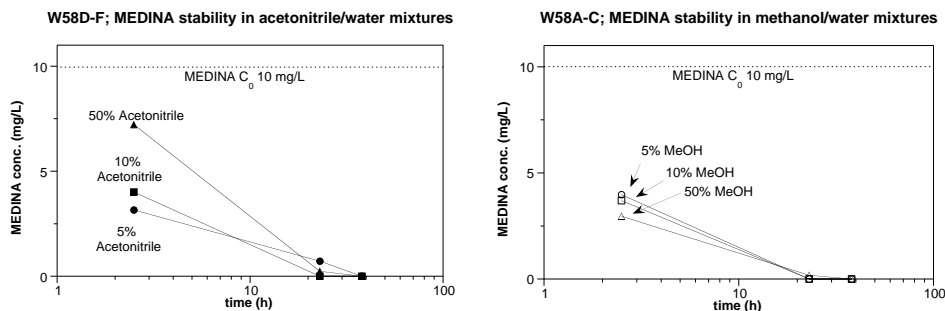 W58D-F; MEDINA stability in acetonitrile/water mixtures
MEDINA conc. (mg/L)
10
5
0
MEDINA C0 10 mg/L
50% Acetonitrile
10%
Acetonitrile
5%
Acetonitrile
1
10
100
time (h)
W58A-C; MEDINA stability in methanol/water mixtures
MEDINA conc. (mg/L)
10
5
0
MEDINA C0 10 mg/L
5% MeOH
10% MeOH
50% MeOH
1
10
100
time (h)